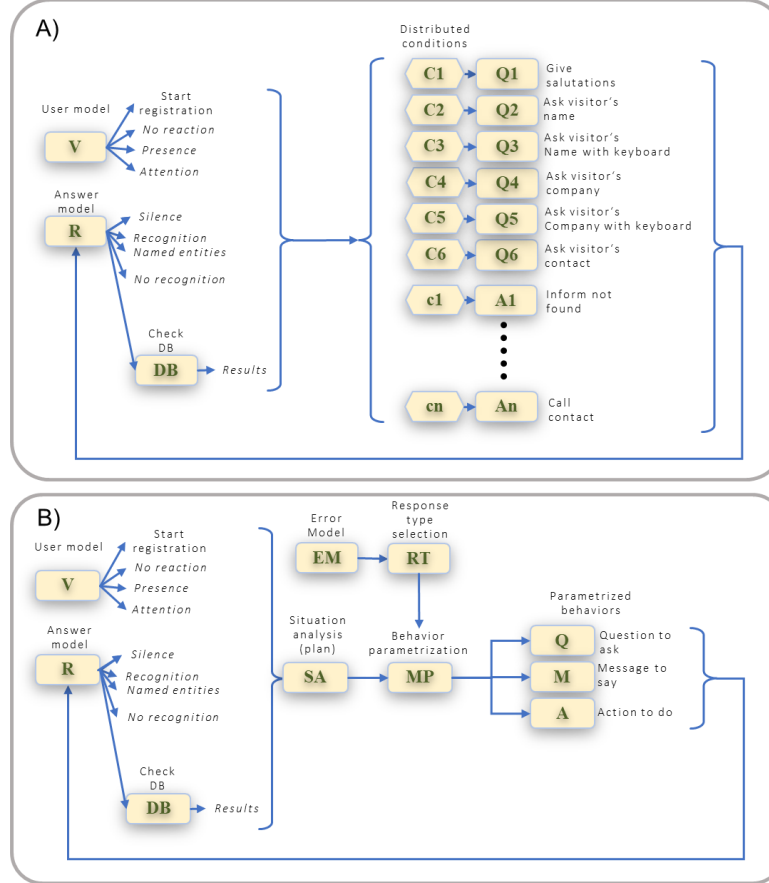 A)
Distributed
conditions
C1
Q1
Give
salutations
User model
Start
registration
C2
Q2
Ask visitor's
name
V
No reaction
Presence
Attention
C3
Q3
Ask visitor's
Name with keyboard
C4
Q4
Ask visitor's
company
Answer
model
R
Silence
Recognition
Named entities
No recognition
C5
Q5
Ask visitor's
Company with keyboard
C6
Q6
Ask visitor's
contact
c1
A1
Inform not
found
Check
DB
DB
Results
cn
An
Call
contact
B)
User model
Start
registration
V
No reaction
Presence
Attention
Error
Model
EM
Response
type
selection
RT
Answer
model
R
Silence
Recognition
Named entities
No recognition
Situation
analysis
(plan)
SA
Behavior
parametrization
MP
Parametrized
behaviors
Q
Question to
ask
M
Message to
say
A
Action to do
Check
DB
DB
Results